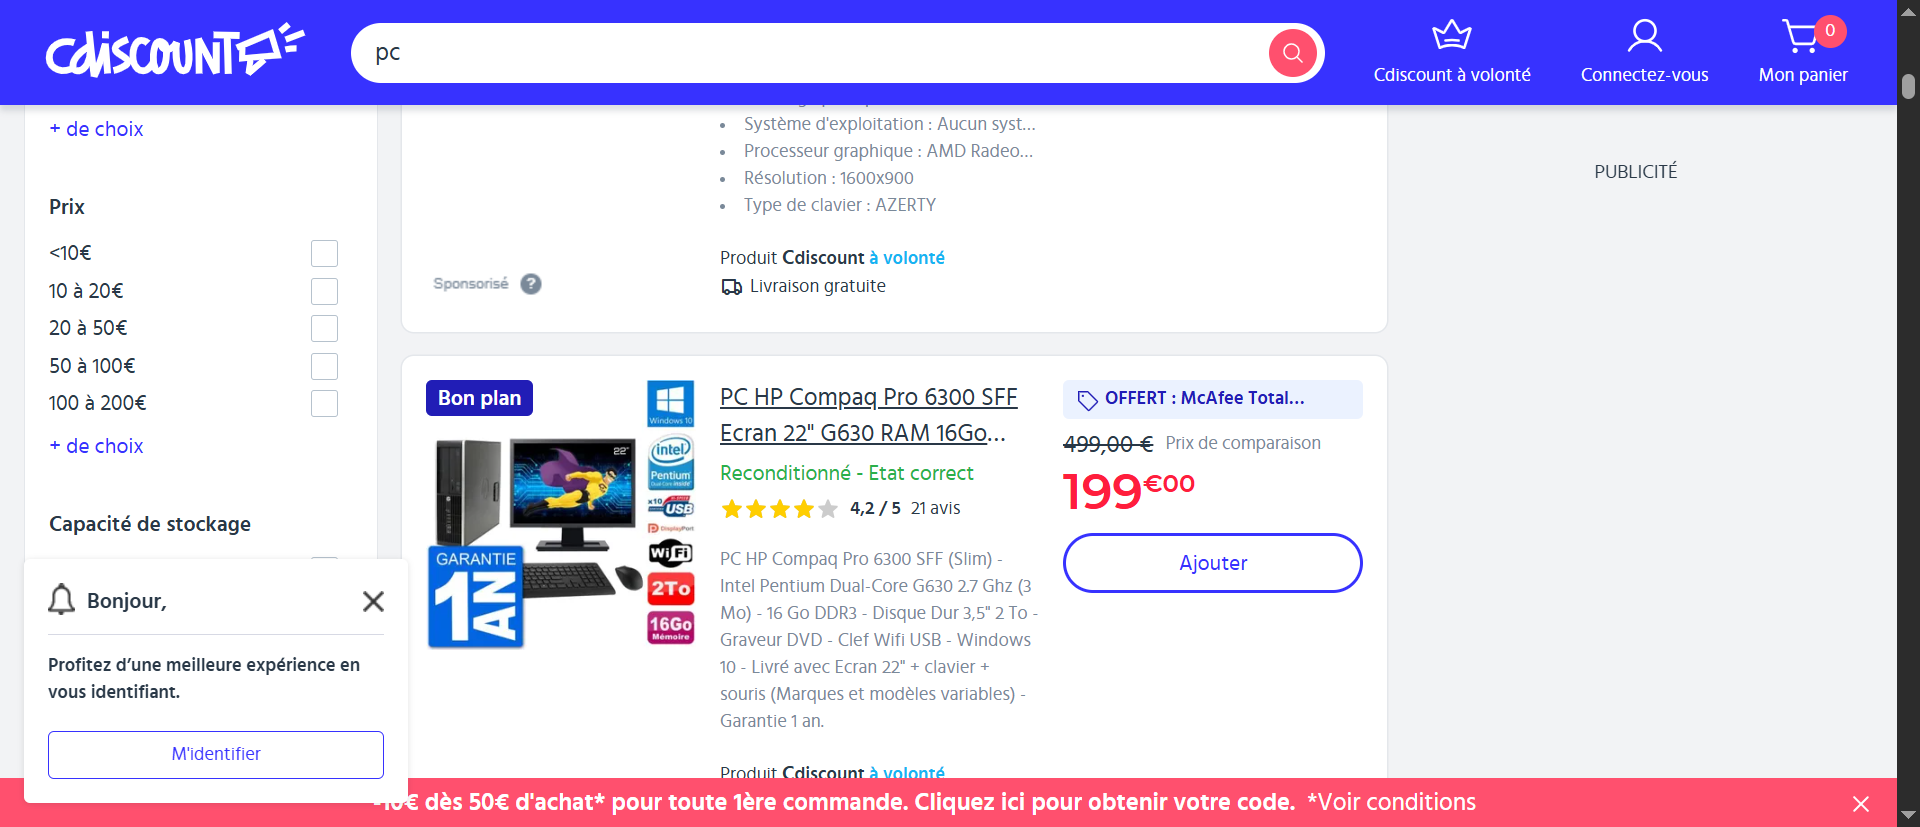 cdiscount
pc
Cdiscount à volonté
Connectez-vous
0
Mon panier
+ de choix
Prix
<10€
10 à 20€
20 à 50€
50 à 100€
100 à 200€
+ de choix
Capacité de stockage
Bonjour,
Profitez d’une meilleure expérience en
vous identifiant.
M'identifier
• Système d'exploitation : Aucun syst...
• Processeur graphique : AMD Radeo...
• Résolution : 1600x900
• Type de clavier : AZERTY
Produit Cdiscount à volonté
Livraison gratuite
Sponsorisé ?
Bon plan
Windows 10
22"
intel
Pentium
x10 USB
DisplayPort
WiFi
2To
16Go
Mémoire
GARANTIE
1AN
PC HP Compaq Pro 6300 SFF
Ecran 22" G630 RAM 16Go...
Reconditionné - Etat correct
4,2 / 5 21 avis
PC HP Compaq Pro 6300 SFF (Slim) -
Intel Pentium Dual-Core G630 2.7 Ghz (3
Mo) - 16 Go DDR3 - Disque Dur 3,5" 2 To -
Graveur DVD - Clef Wifi USB - Windows
10 - Livré avec Ecran 22" + clavier +
souris (Marques et modèles variables) -
Garantie 1 an.
Produit Cdiscount à volonté
OFFERT : McAfee Total...
499,00 € Prix de comparaison
199€00
Ajouter
PUBLICITÉ
-10€ dès 50€ d'achat* pour toute 1ère commande. Cliquez ici pour obtenir votre code. *Voir conditions